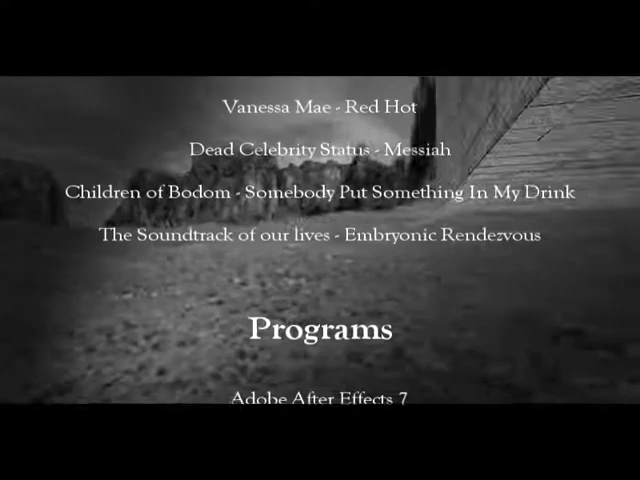 Vanessa Mae - Red Hot
Dead Celebrity Status - Messiah
Children of Bodom - Somebody Put Something In My Drink
The Soundtrack of our lives - Embryonic Rendezvous
Programs
Adobe After Effects 7